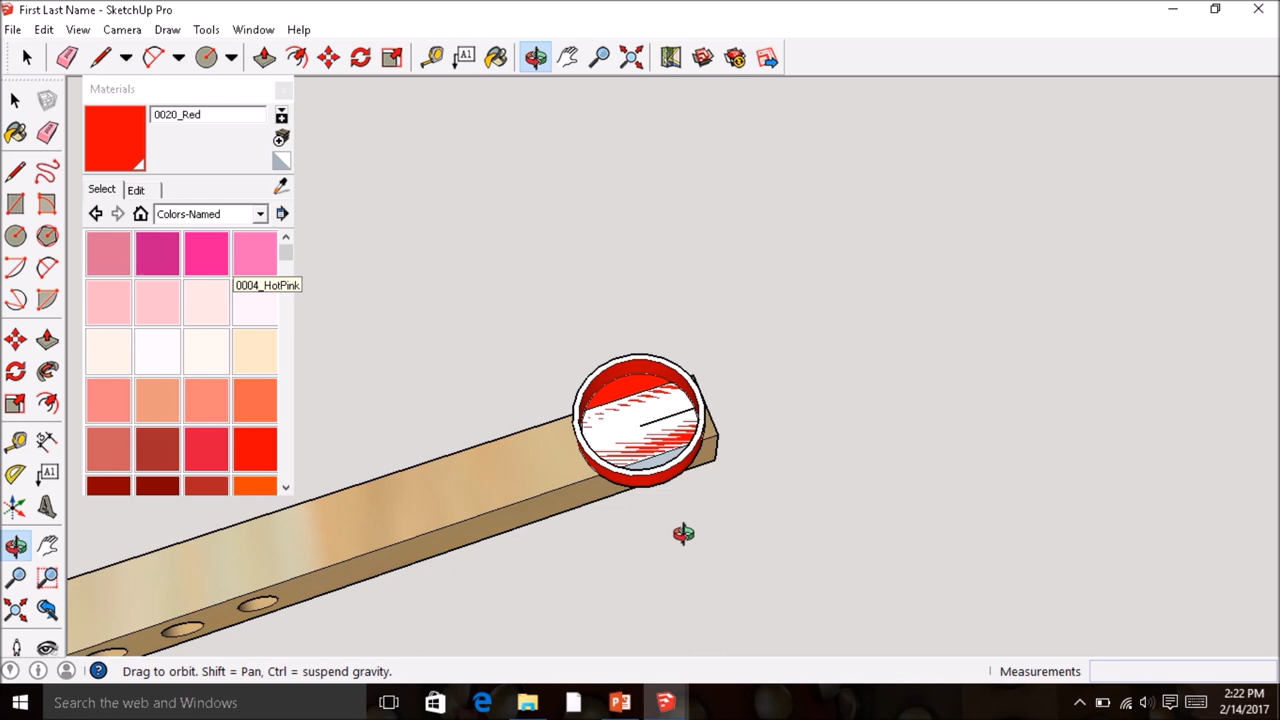 First Last Name - SketchUp Pro
File Edit View Camera Draw Tools Window Help
A1
Materials
0020_Red
Select Edit
Colors-Named
0004_HotPink
A1
Drag to orbit. Shift = Pan, Ctrl = suspend gravity.
Measurements
Search the web and Windows
2:22 PM
2/14/2017